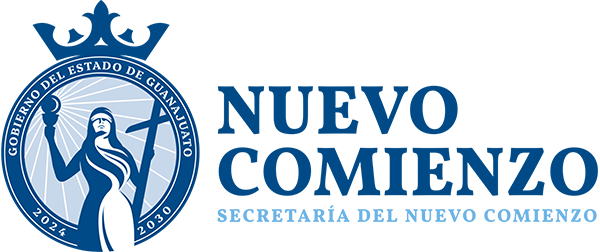 GOBIERNO DEL ESTADO DE GUANAJUATO
2024
2030
NUEVO
COMIENZO
SECRETARÍA DEL NUEVO COMIENZO